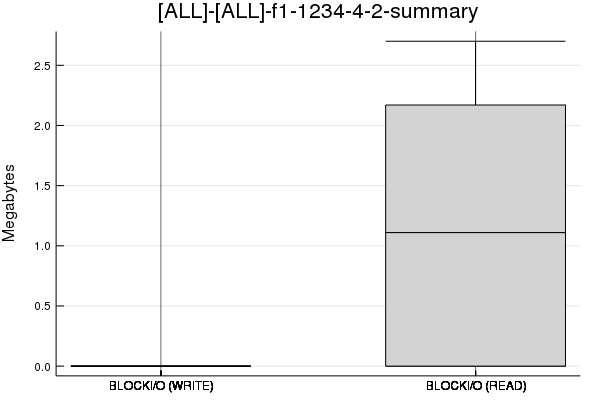 [ALL]-[ALL]-f1-1234-4-2-summary
Megabytes
2.5
2.0
1.5
1.0
0.5
0.0
BLOCKI/O (WRITE)
BLOCKI/O (READ)